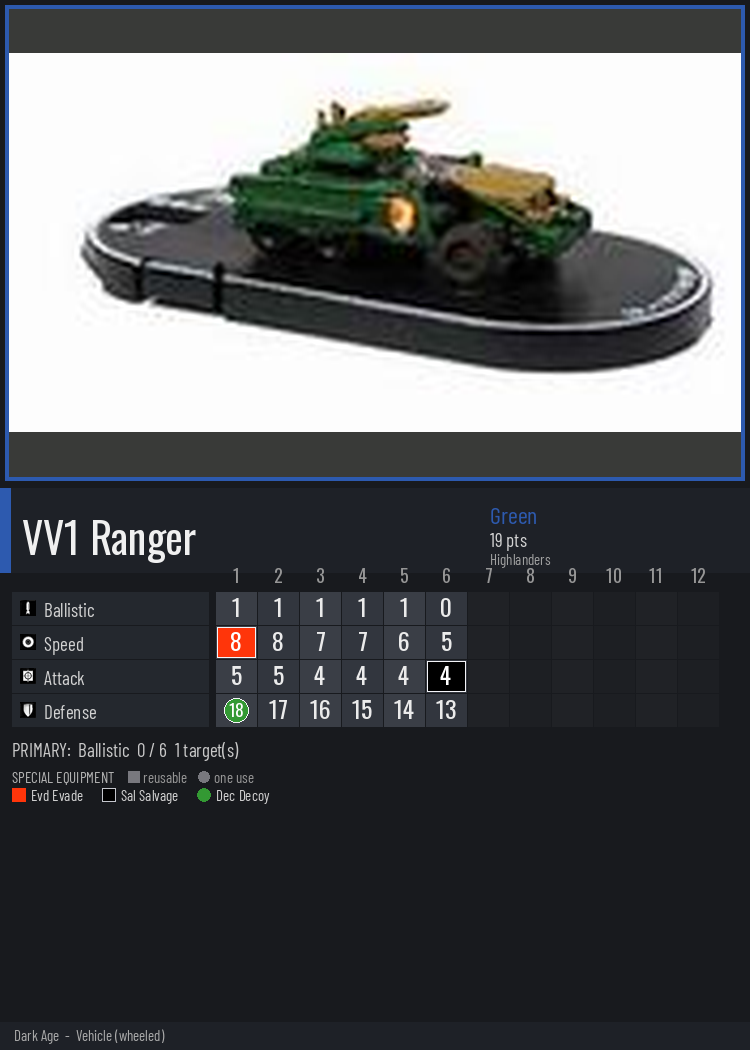 VV1 Ranger
Green
19 pts
Highlanders
1 2 3 4 5 6 7 8 9 10 11 12
Ballistic 1 1 1 1 1 0
Speed 8 8 7 7 6 5
Attack 5 5 4 4 4 4
Defense 18 17 16 15 14 13
PRIMARY: Ballistic 0 / 6 1 target(s)
SPECIAL EQUIPMENT reusable one use
Evd Evade Sal Salvage Dec Decoy
Dark Age - Vehicle (wheeled)